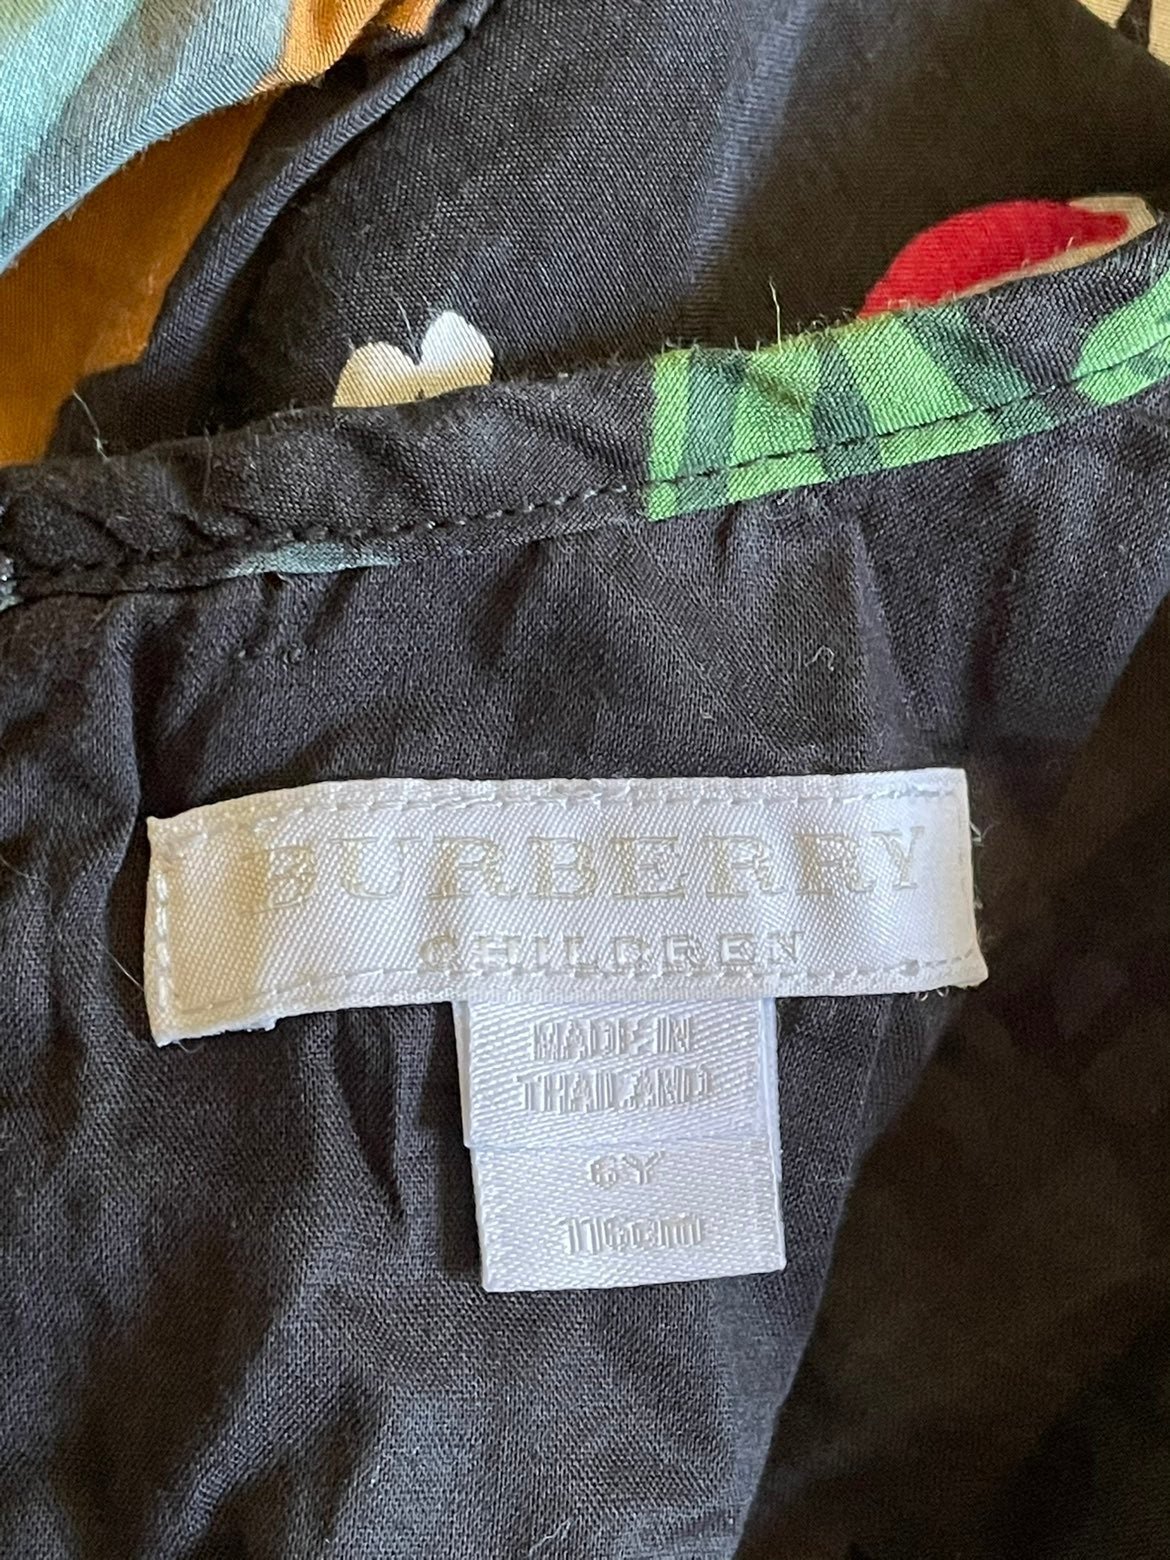 BURBERRY
CHILDREN
MADE IN
THAILAND
6Y
116cm